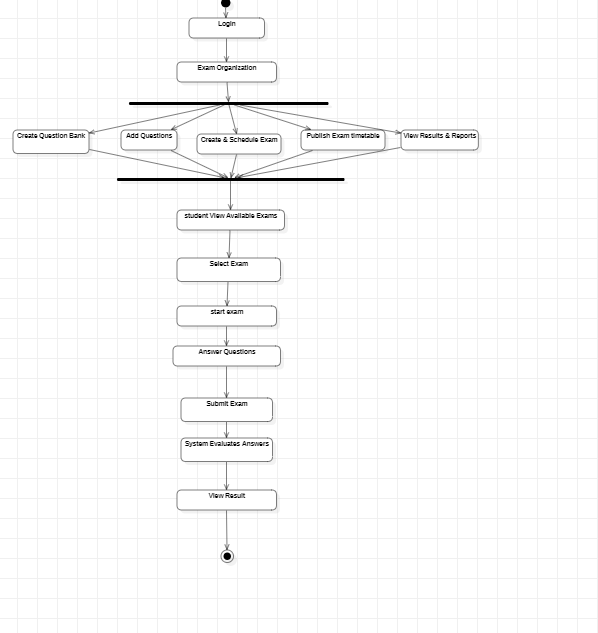 Login
Exam Organization
Create Question Bank
Add Questions
Create & Schedule Exam
Publish Exam timetable
View Results & Reports
student View Available Exams
Select Exam
start exam
Answer Questions
Submit Exam
System Evaluates Answers
View Result